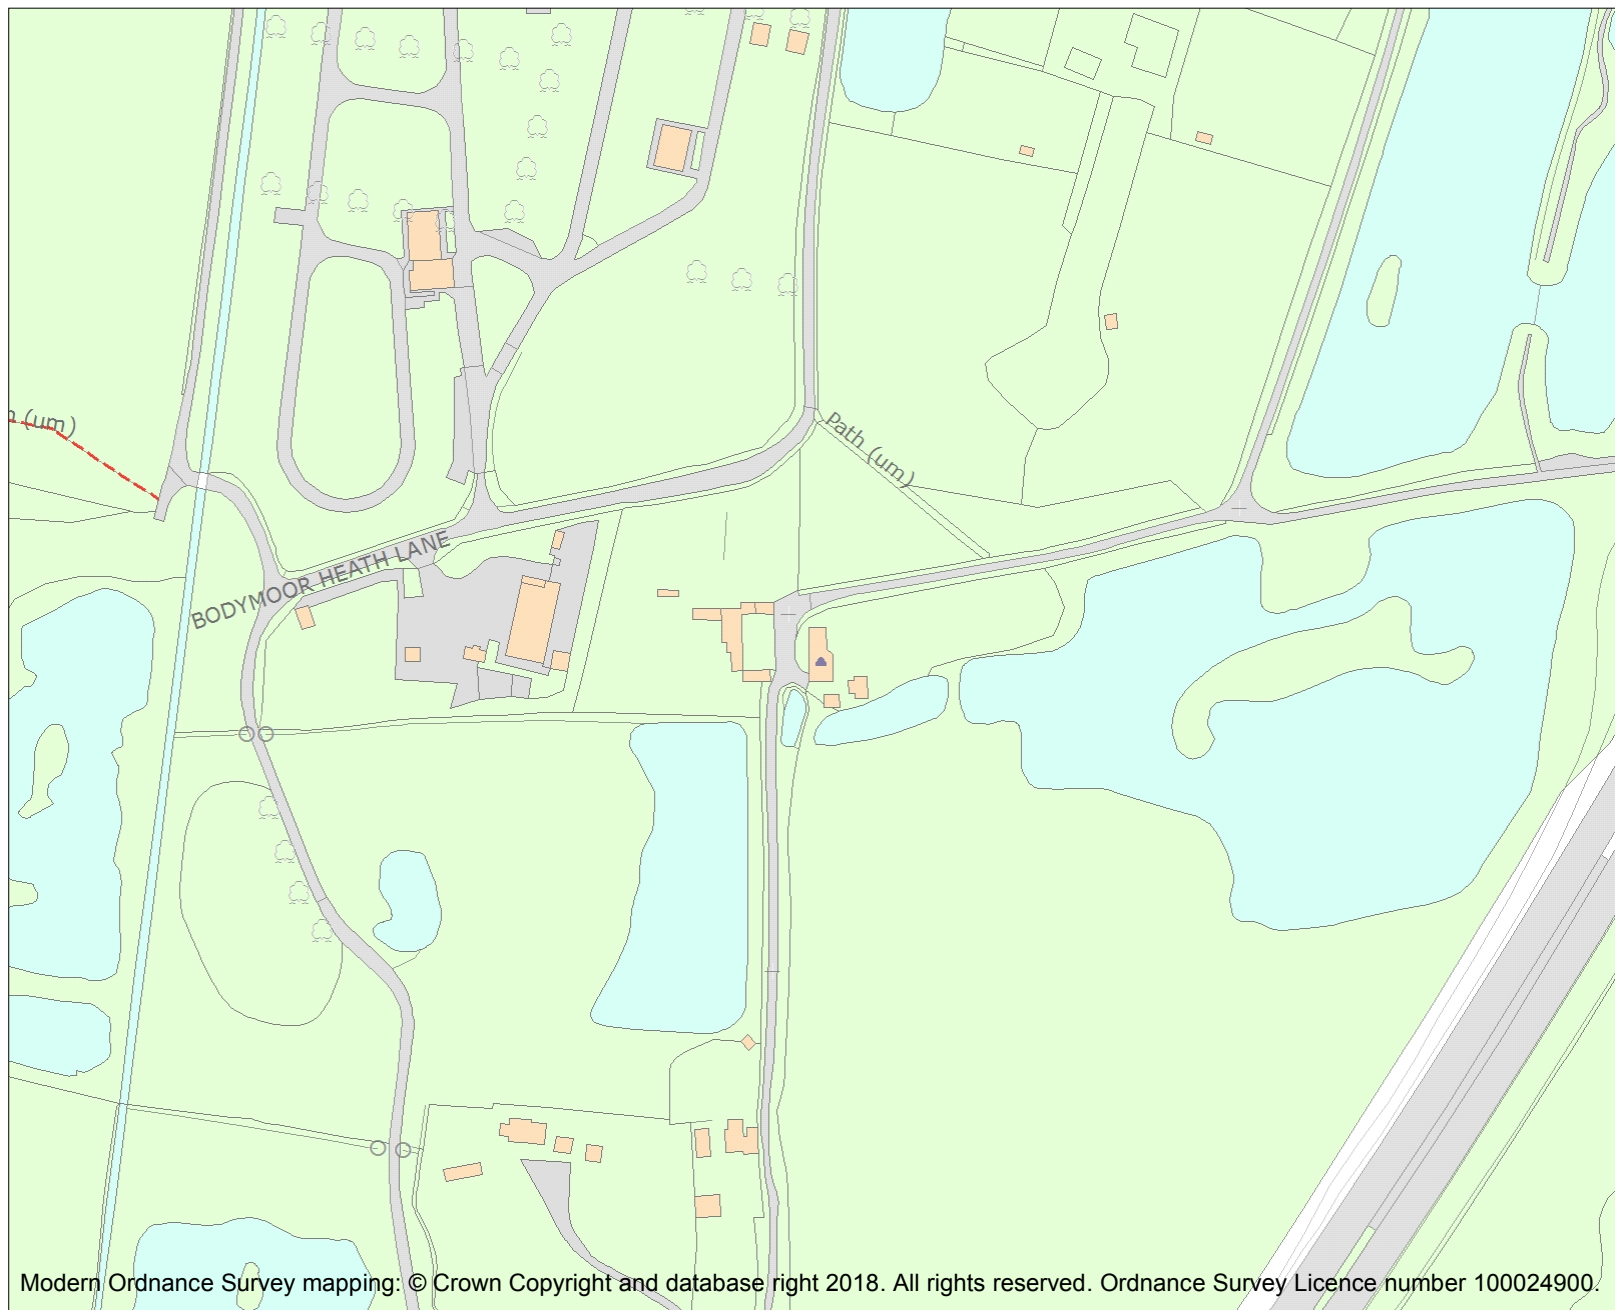 (um)
Path (um)
BODYMOOR HEATH LANE
Modern Ordnance Survey mapping: © Crown Copyright and database right 2018. All rights reserved. Ordnance Survey Licence number 100024900.